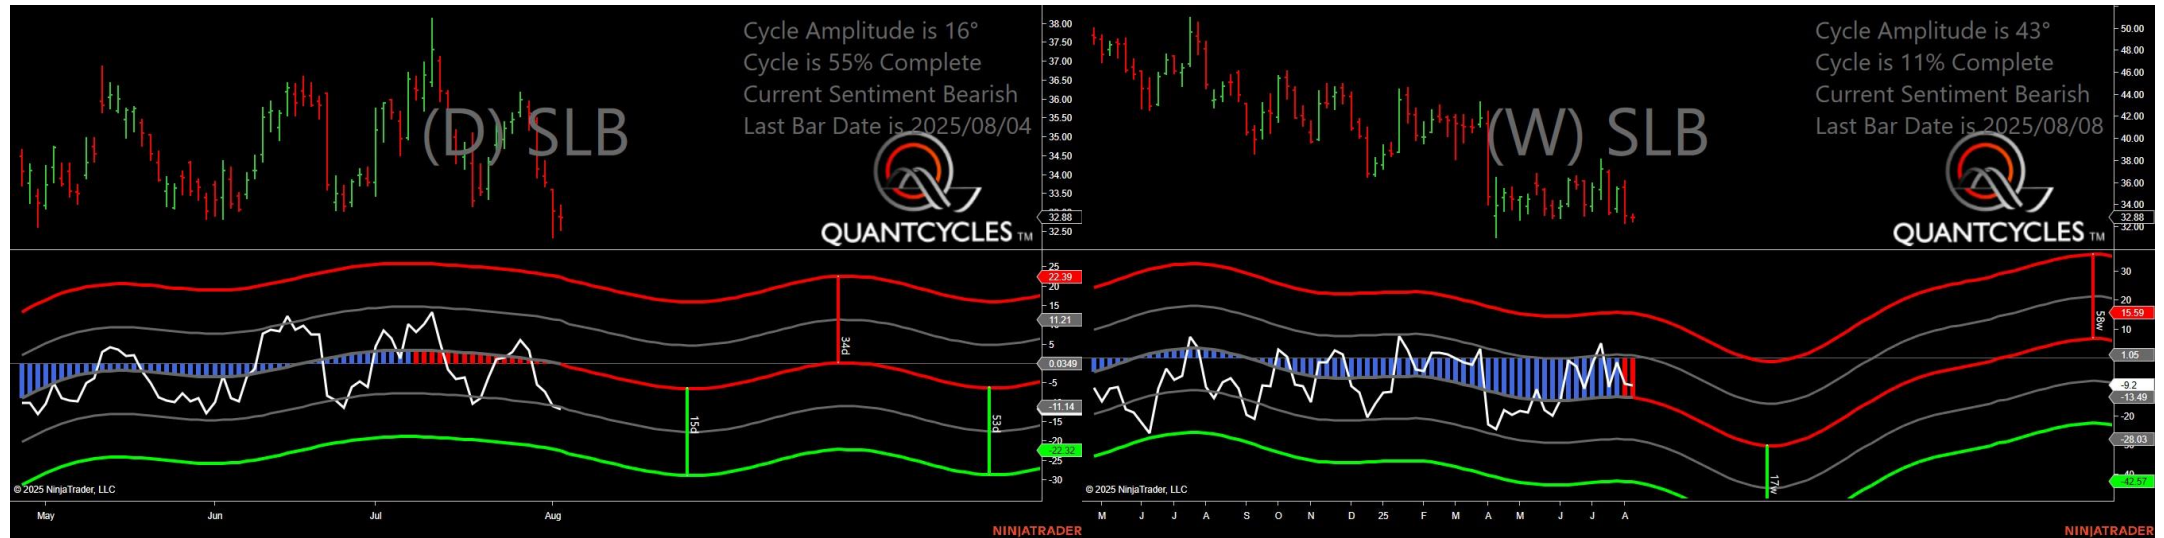 Cycle Amplitude is 16°
Cycle is 55% Complete
Current Sentiment Bearish
Last Bar Date is 2025/08/04
(D) SLB
QUANTCYCLES TM
38.00
37.50
37.00
36.50
36.00
35.50
35.00
34.50
34.00
33.50
32.88
32.50
25
22.39
20
15
11.21
5
0.0349
-5
-11.14
-15
-20
-22.32
-25
-30
34d
15d
53d
© 2025 NinjaTrader, LLC
May
Jun
Jul
Aug
NINJATRADER
Cycle Amplitude is 43°
Cycle is 11% Complete
Current Sentiment Bearish
Last Bar Date is 2025/08/08
(W) SLB
QUANTCYCLES TM
50.00
48.00
46.00
44.00
42.00
40.00
38.00
36.00
34.00
32.88
32.00
30
20
15.59
10
1.05
-9.2
-13.49
-20
-28.03
-40
-42.57
58w
17w
© 2025 NinjaTrader, LLC
M
J
J
A
S
O
N
D
25
F
M
A
M
J
J
A
NINJATRADER